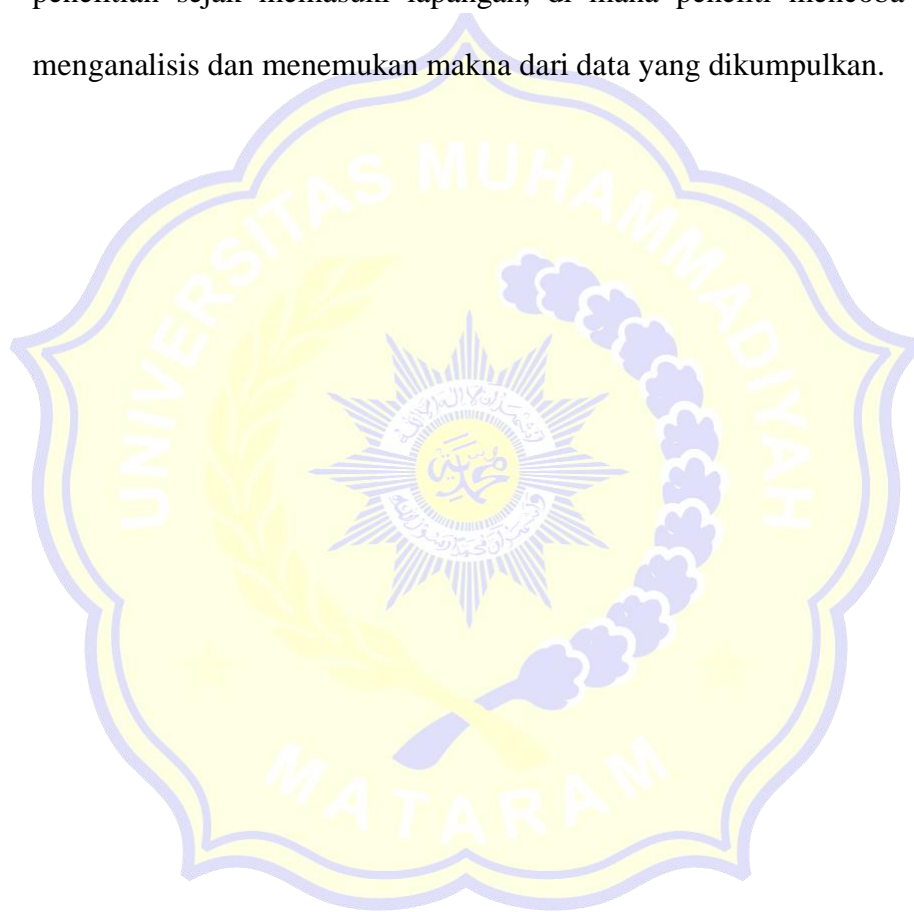 penelitian sejak memasuki lapangan, di mana peneliti mencoba
menganalisis dan menemukan makna dari data yang dikumpulkan.
UNIVERSITAS MUHAMMADIYAH
محمدية
MATARAM